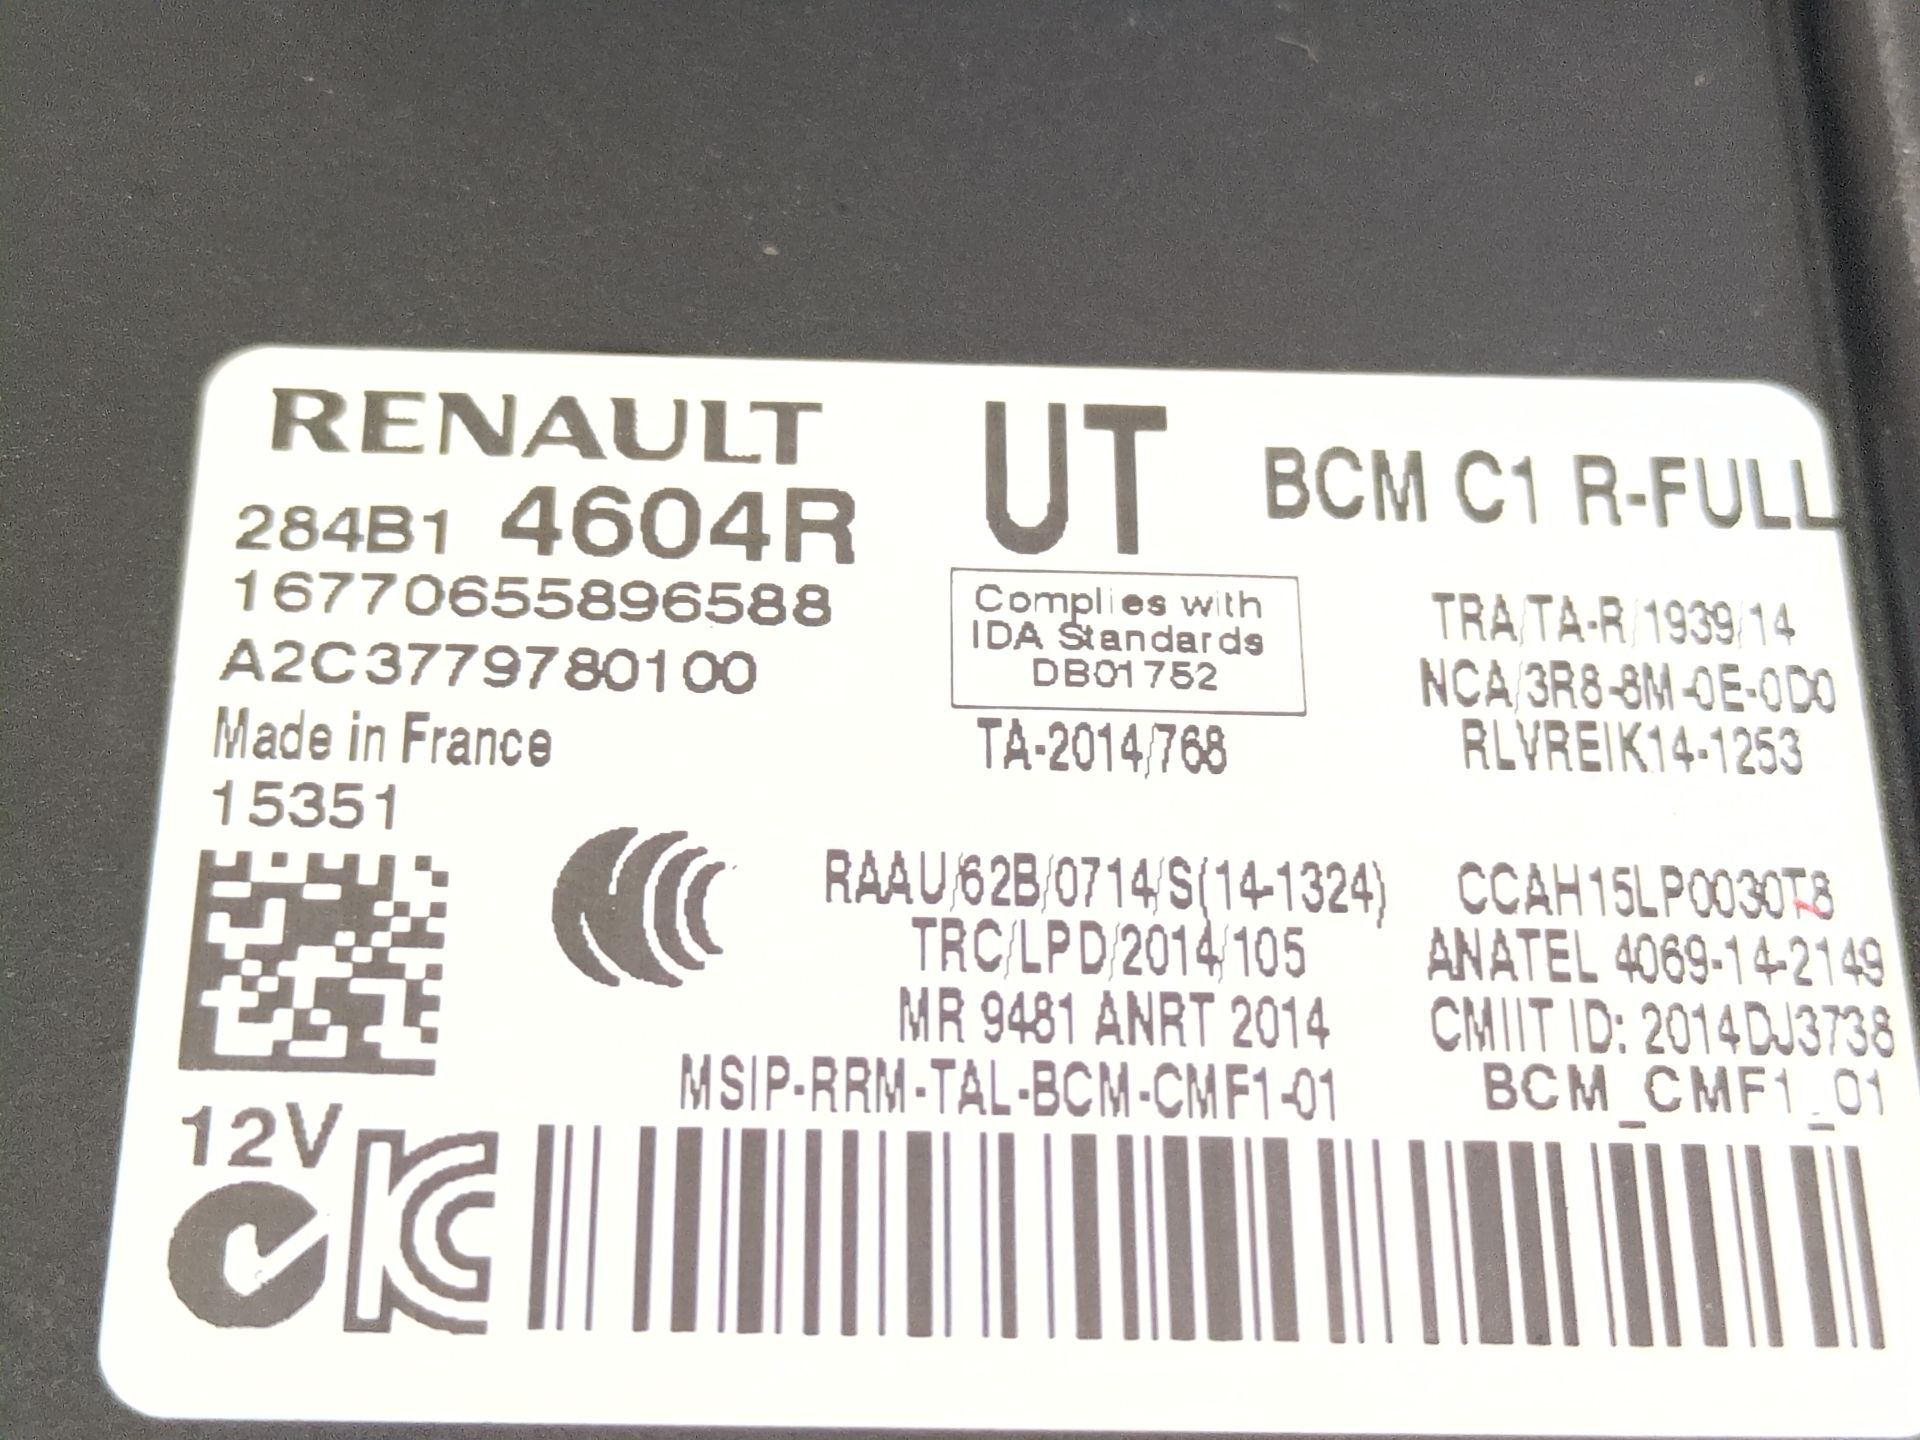 RENAULT
284B1 4604R
UT
BCM C1 R-FULL
16770655896588
A2C3779780100
Made in France
15351
Complies with
IDA Standards
DB01752
TA-2014/768
TRA/TA-R/1939/14
NCA/3R8-8M-0E-0D0
RLVREIK14-1253
RAAU/62B/0714/S(14-1324)
TRC/LPD/2014/105
MR 9481 ANRT 2014
MSIP-RRM-TAL-BCM-CMF1-01
CCAH15LP0030T8
ANATEL 4069-14-2149
CMIIT ID: 2014DJ3738
BCM_CMF1_01
12V